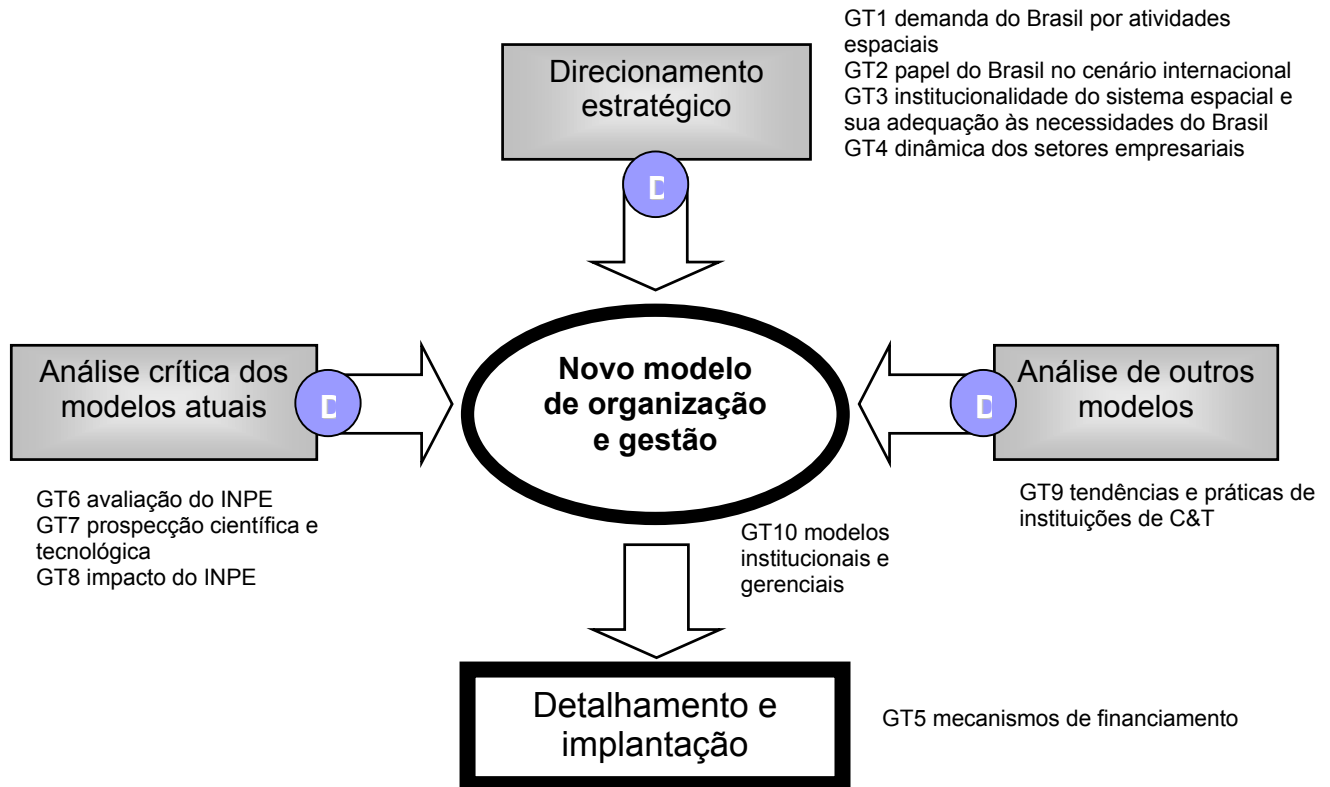 GT1 demanda do Brasil por atividades
espaciais
GT2 papel do Brasil no cenário internacional
GT3 institucionalidade do sistema espacial e
sua adequação às necessidades do Brasil
GT4 dinâmica dos setores empresariais
Direcionamento
estratégico
D
Análise crítica dos
modelos atuais
D
Novo modelo
de organização
e gestão
D
Análise de outros
modelos
GT6 avaliação do INPE
GT7 prospecção científica e
tecnológica
GT8 impacto do INPE
GT9 tendências e práticas de
instituições de C&T
GT10 modelos
institucionais e
gerenciais
Detalhamento e
implantação
GT5 mecanismos de financiamento